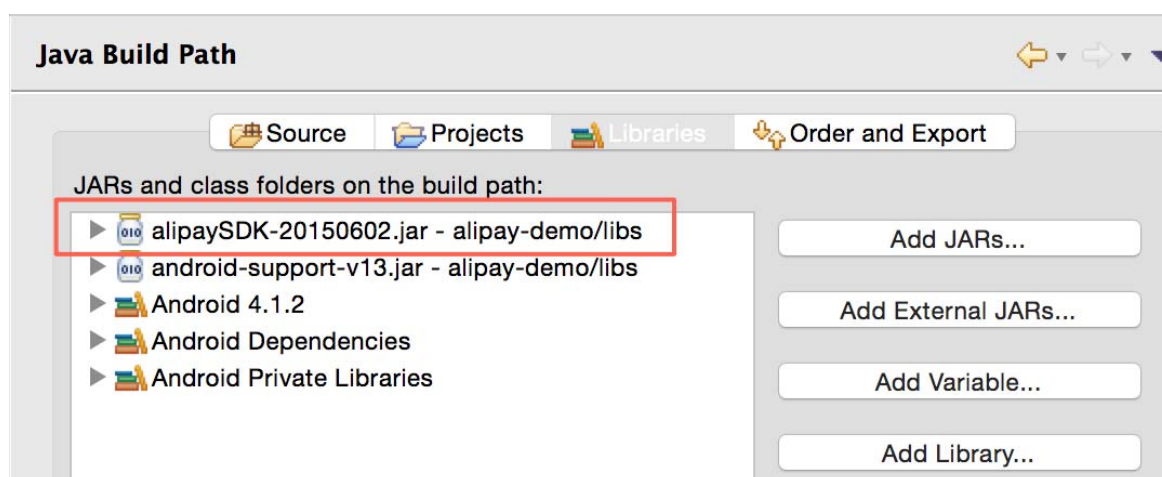 Java Build Path
Source
Projects
Libraries
Order and Export
JARs and class folders on the build path:
alipaySDK-20150602.jar - alipay-demo/libs
android-support-v13.jar - alipay-demo/libs
Android 4.1.2
Android Dependencies
Android Private Libraries
Add JARs...
Add External JARs...
Add Variable...
Add Library...